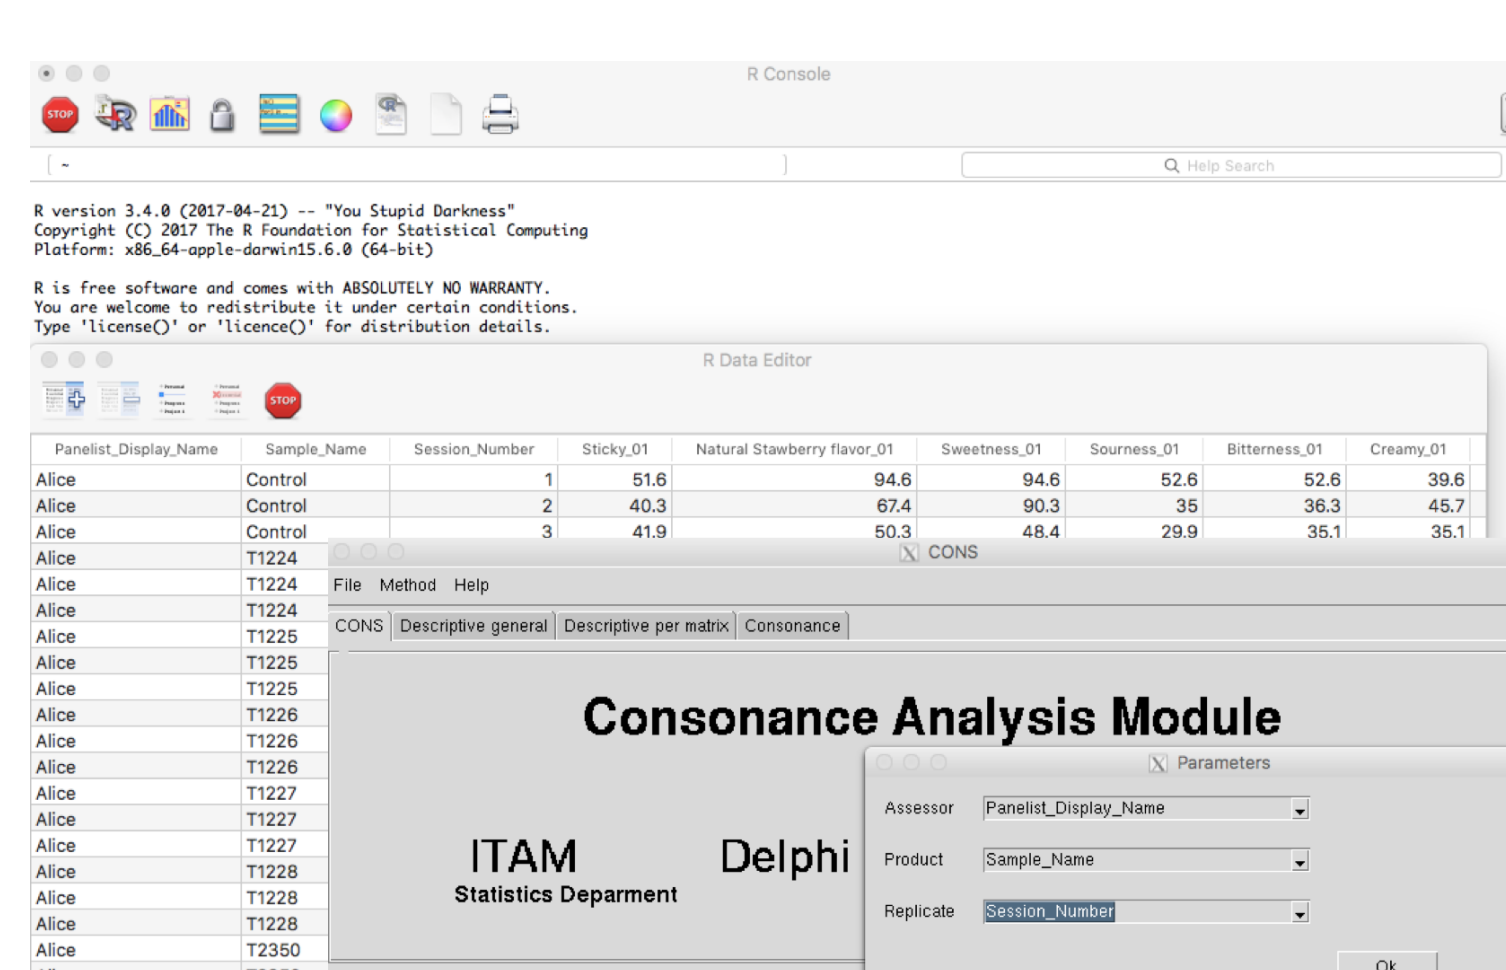 R Console
STOP
~
Help Search
R version 3.4.0 (2017-04-21) -- "You Stupid Darkness"
Copyright (C) 2017 The R Foundation for Statistical Computing
Platform: x86_64-apple-darwin15.6.0 (64-bit)
R is free software and comes with ABSOLUTELY NO WARRANTY.
You are welcome to redistribute it under certain conditions.
Type 'license()' or 'licence()' for distribution details.
R Data Editor
STOP
Panelist_Display_Name Sample_Name Session_Number Sticky_01 Natural Stawberry flavor_01 Sweetness_01 Sourness_01 Bitterness_01 Creamy_01
Alice Control 1 51.6 94.6 94.6 52.6 52.6 39.6
Alice Control 2 40.3 67.4 90.3 35 36.3 45.7
Alice Control 3 41.9 50.3 48.4 29.9 35.1 35.1
Alice T1224
Alice T1224
Alice T1224
Alice T1225
Alice T1225
Alice T1225
Alice T1226
Alice T1226
Alice T1226
Alice T1227
Alice T1227
Alice T1227
Alice T1228
Alice T1228
Alice T1228
Alice T2350
X CONS
File Method Help
CONS Descriptive general Descriptive per matrix Consonance
Consonance Analysis Module
ITAM Delphi
Statistics Deparment
X Parameters
Assessor Panelist_Display_Name
Product Sample_Name
Replicate Session_Number
Ok